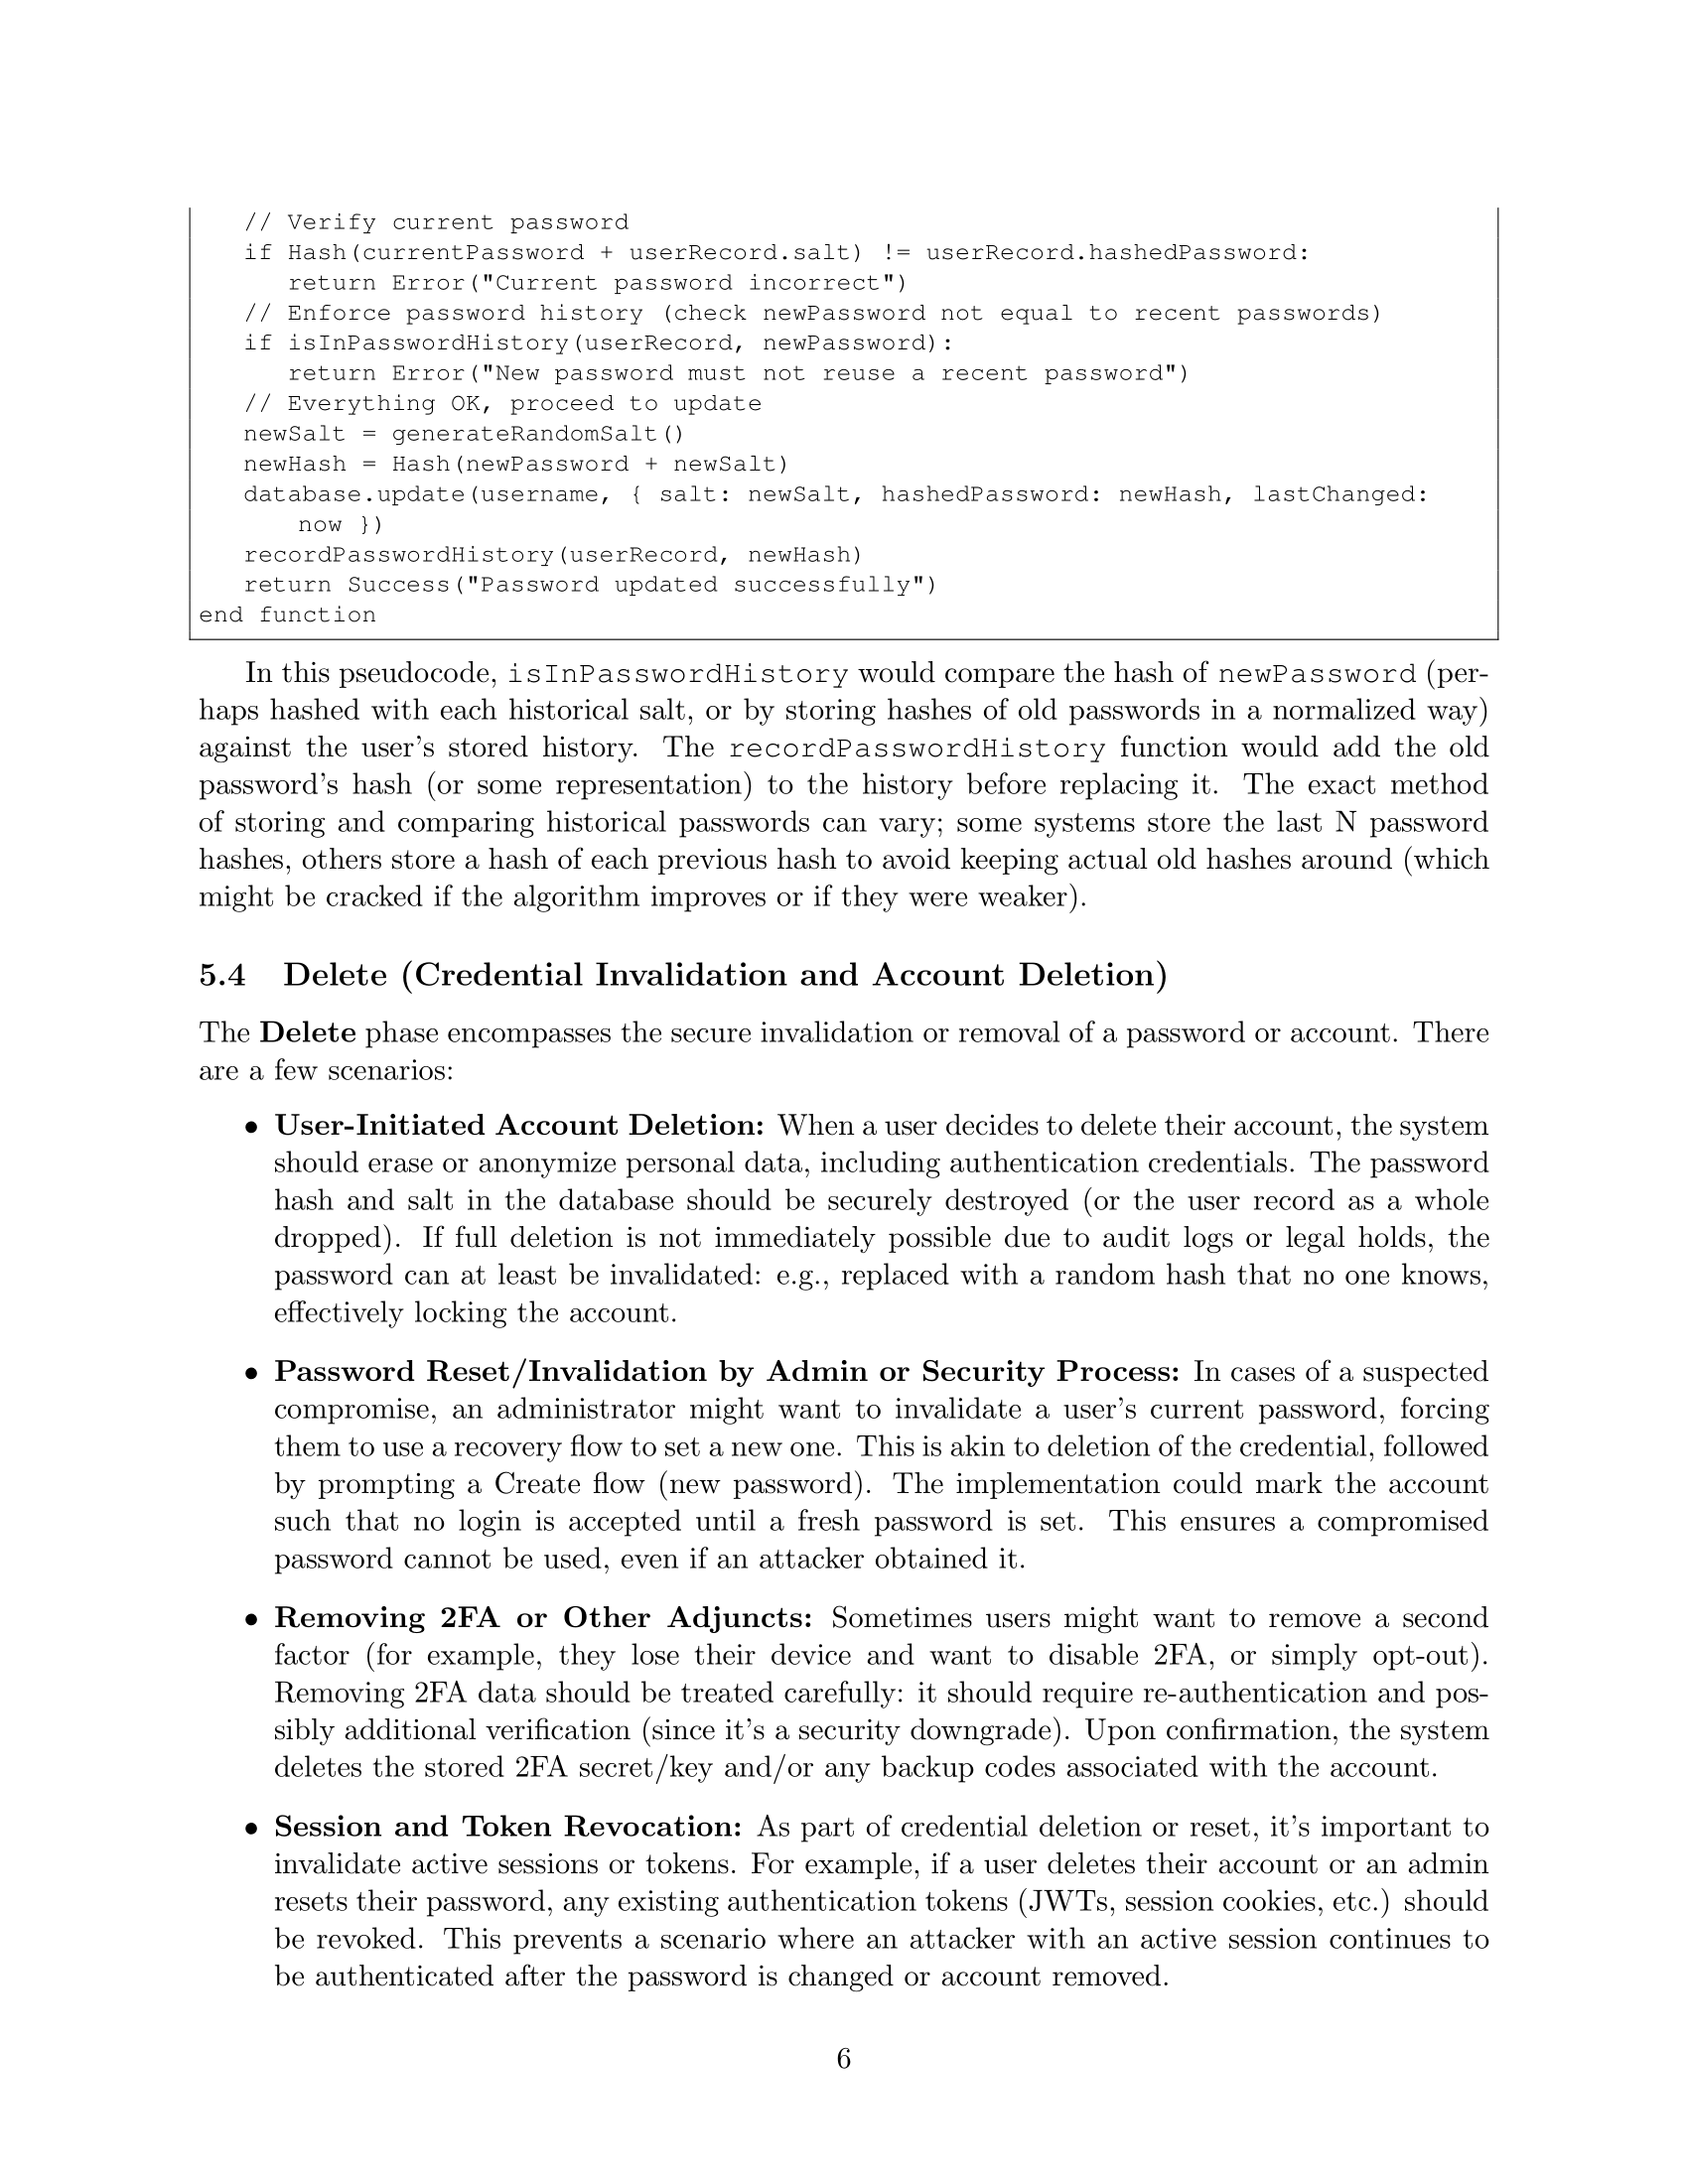 // Verify current password
if Hash(currentPassword + userRecord.salt) != userRecord.hashedPassword:
return Error("Current password incorrect")
// Enforce password history (check newPassword not equal to recent passwords)
if isInPasswordHistory(userRecord, newPassword):
return Error("New password must not reuse a recent password")
// Everything OK, proceed to update
newSalt = generateRandomSalt()
newHash = Hash(newPassword + newSalt)
database.update(username, { salt: newSalt, hashedPassword: newHash, lastChanged:
now })
recordPasswordHistory(userRecord, newHash)
return Success("Password updated successfully")
end function
In this pseudocode, isInPasswordHistory would compare the hash of newPassword (per-
haps hashed with each historical salt, or by storing hashes of old passwords in a normalized way)
against the user's stored history. The recordPasswordHistory function would add the old
password's hash (or some representation) to the history before replacing it. The exact method
of storing and comparing historical passwords can vary; some systems store the last N password
hashes, others store a hash of each previous hash to avoid keeping actual old hashes around (which
might be cracked if the algorithm improves or if they were weaker).
5.4 Delete (Credential Invalidation and Account Deletion)
The Delete phase encompasses the secure invalidation or removal of a password or account. There
are a few scenarios:
• User-Initiated Account Deletion: When a user decides to delete their account, the system
should erase or anonymize personal data, including authentication credentials. The password
hash and salt in the database should be securely destroyed (or the user record as a whole
dropped). If full deletion is not immediately possible due to audit logs or legal holds, the
password can at least be invalidated: e.g., replaced with a random hash that no one knows,
effectively locking the account.
• Password Reset/Invalidation by Admin or Security Process: In cases of a suspected
compromise, an administrator might want to invalidate a user's current password, forcing
them to use a recovery flow to set a new one. This is akin to deletion of the credential, followed
by prompting a Create flow (new password). The implementation could mark the account
such that no login is accepted until a fresh password is set. This ensures a compromised
password cannot be used, even if an attacker obtained it.
• Removing 2FA or Other Adjuncts: Sometimes users might want to remove a second
factor (for example, they lose their device and want to disable 2FA, or simply opt-out).
Removing 2FA data should be treated carefully: it should require re-authentication and pos-
sibly additional verification (since it's a security downgrade). Upon confirmation, the system
deletes the stored 2FA secret/key and/or any backup codes associated with the account.
• Session and Token Revocation: As part of credential deletion or reset, it's important to
invalidate active sessions or tokens. For example, if a user deletes their account or an admin
resets their password, any existing authentication tokens (JWTs, session cookies, etc.) should
be revoked. This prevents a scenario where an attacker with an active session continues to
be authenticated after the password is changed or account removed.
6